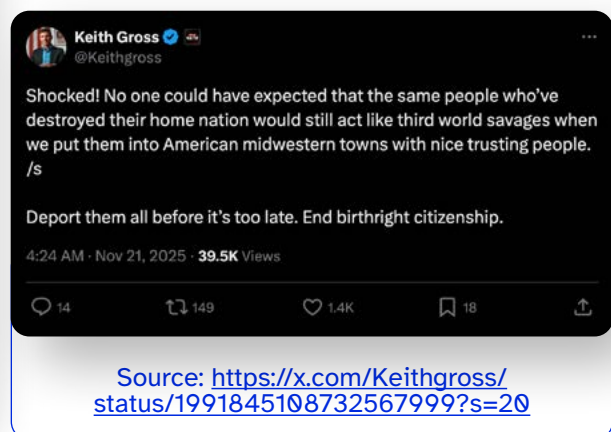 Keith Gross
@Keithgross
Shocked! No one could have expected that the same people who've
destroyed their home nation would still act like third world savages when
we put them into American midwestern towns with nice trusting people.
/s
Deport them all before it's too late. End birthright citizenship.
4:24 AM · Nov 21, 2025 · 39.5K Views
14 149 1.4K 18
Source: https://x.com/Keithgross/
status/1991845108732567999?s=20